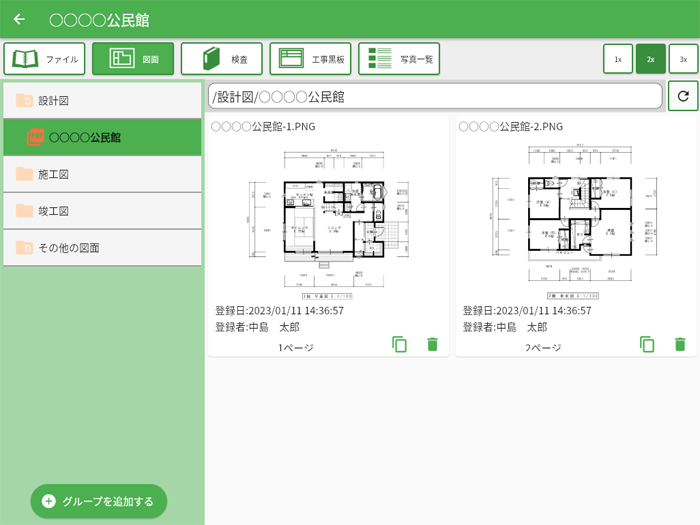 ○○○○公民館
ファイル
図面
検査
工事黒板
写真一覧
1x
2x
3x
設計図
○○○○公民館
施工図
竣工図
その他の図面
グループを追加する
/設計図/○○○○公民館
○○○○公民館-1.PNG
登録日:2023/01/11 14:36:57
登録者:中島　太郎
1ページ
○○○○公民館-2.PNG
登録日:2023/01/11 14:36:57
登録者:中島　太郎
2ページ